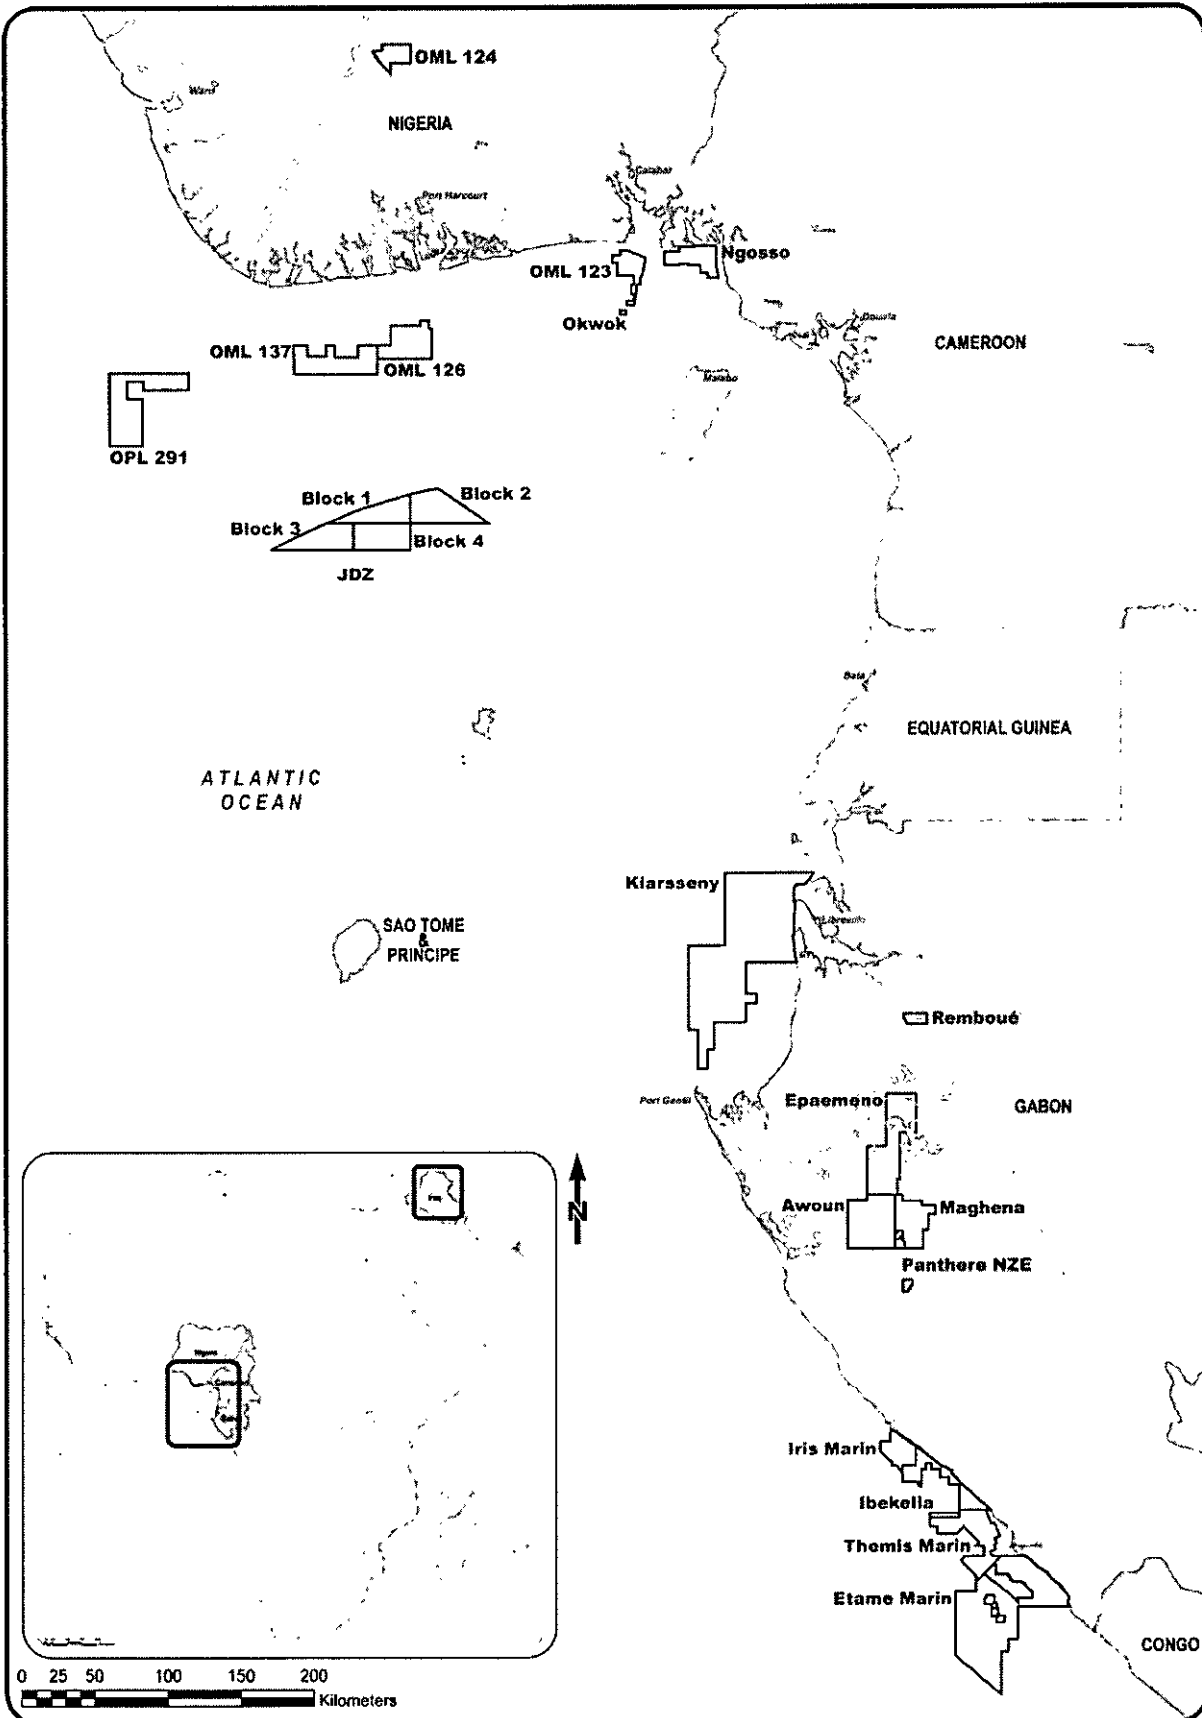 OML 124
Warri
NIGERIA
Calabar
Port Harcourt
Ngosso
OML 123
Okwok
Douala
CAMEROON
OML 137
OML 126
Malabo
OPL 291
Block 1
Block 2
Block 3
Block 4
JDZ
Bata
EQUATORIAL GUINEA
ATLANTIC
OCEAN
Kiarsseny
Libreville
SAO TOME
&
PRINCIPE
Remboué
Port Gentil
Epaemeno
GABON
Awoun
Maghena
N
Panthere NZE
Iraq
Nigeria
Iris Marin
Ibekelia
Themis Marin
Etame Marin
CONGO
0 25 50 100 150 200
Kilometers